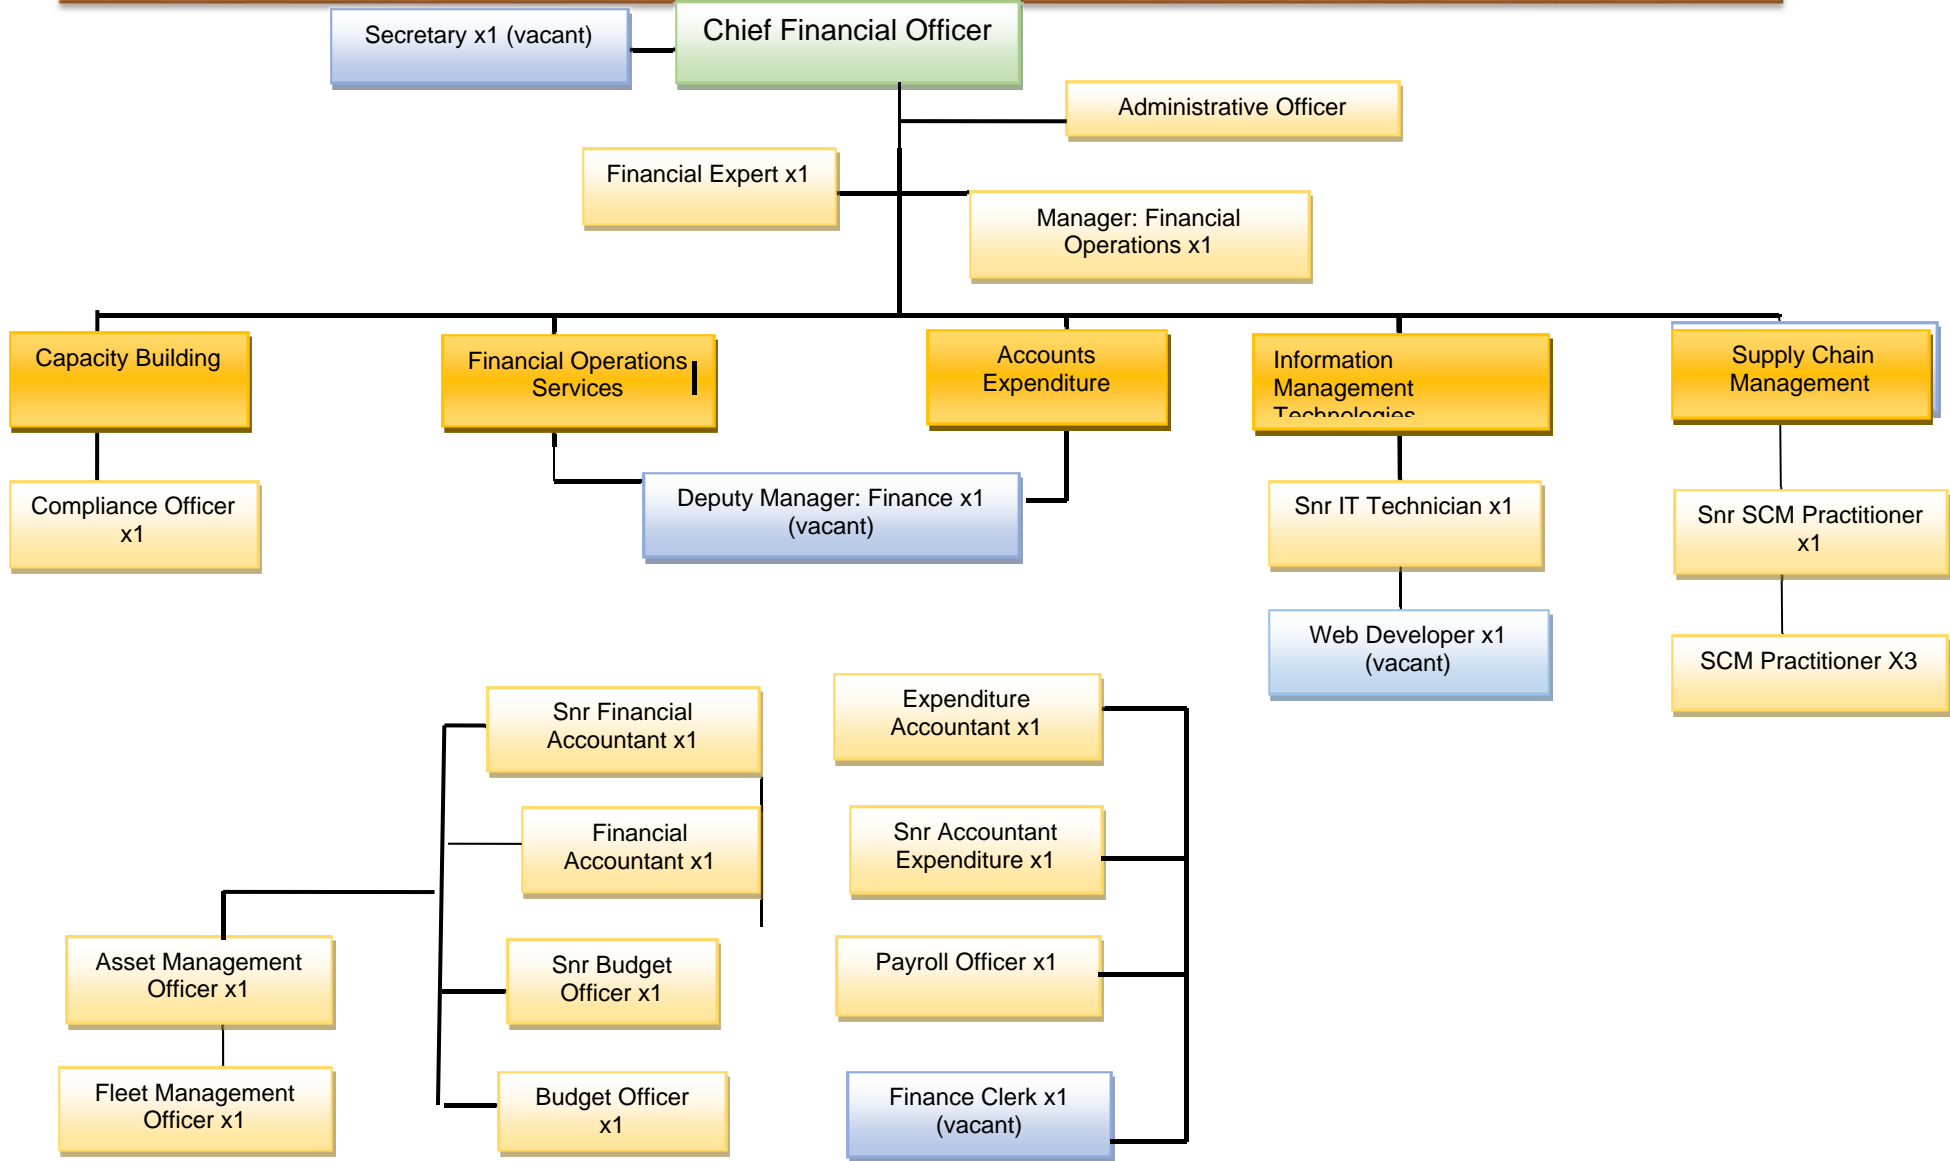 Secretary x1 (vacant)
Chief Financial Officer
Administrative Officer
Financial Expert x1
Manager: Financial
Operations x1
Capacity Building
Financial Operations
Services
Accounts
Expenditure
Information
Management
Technologies
Supply Chain
Management
Compliance Officer
x1
Deputy Manager: Finance x1
(vacant)
Snr IT Technician x1
Snr SCM Practitioner
x1
Web Developer x1
(vacant)
SCM Practitioner X3
Snr Financial
Accountant x1
Expenditure
Accountant x1
Financial
Accountant x1
Snr Accountant
Expenditure x1
Asset Management
Officer x1
Snr Budget
Officer x1
Payroll Officer x1
Fleet Management
Officer x1
Budget Officer
x1
Finance Clerk x1
(vacant)